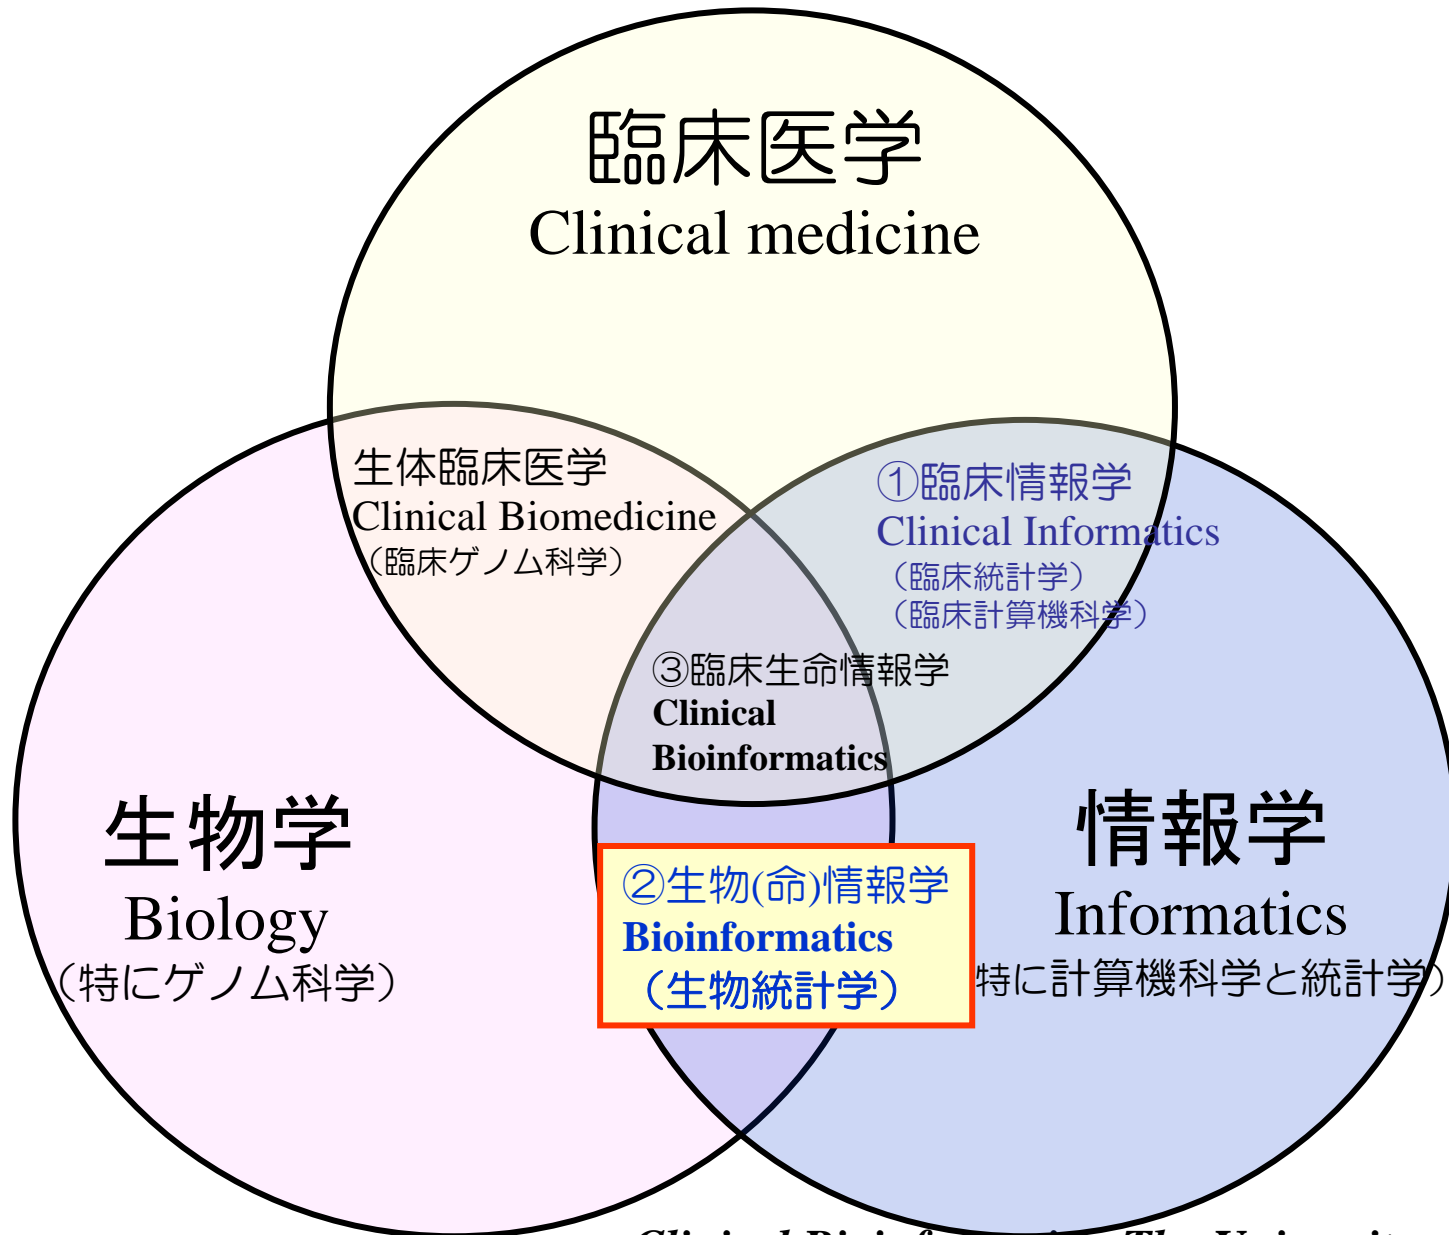 臨床医学
Clinical medicine
生体臨床医学
Clinical Biomedicine
（臨床ゲノム科学）
①臨床情報学
Clinical Informatics
（臨床統計学）
（臨床計算機科学）
③臨床生命情報学
Clinical
Bioinformatics
生物学
Biology
（特にゲノム科学）
②生物(命)情報学
Bioinformatics
（生物統計学）
情報学
Informatics
特に計算機科学と統計学）
Clinical Bioinformatics The